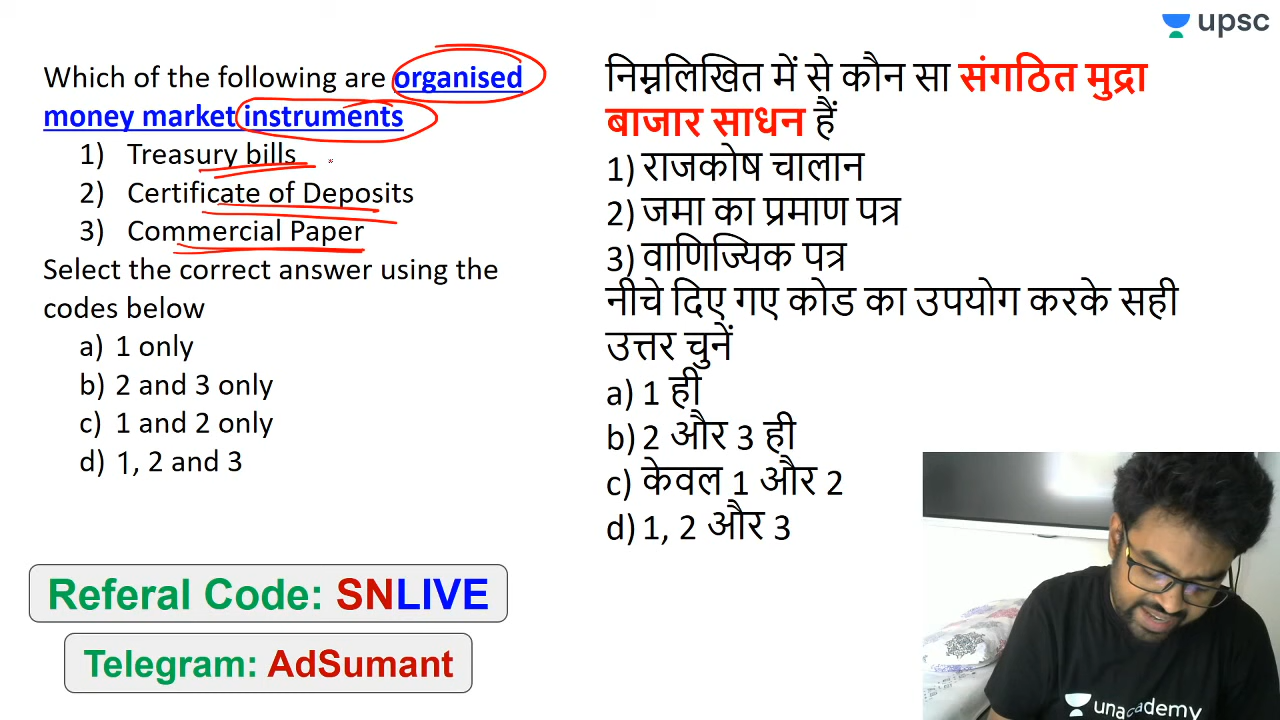 upsc
Which of the following are organised
money market instruments
1) Treasury bills
2) Certificate of Deposits
3) Commercial Paper
Select the correct answer using the
codes below
a) 1 only
b) 2 and 3 only
c) 1 and 2 only
d) 1, 2 and 3
निम्नलिखित में से कौन सा संगठित मुद्रा
बाजार साधन हैं
1) राजकोष चालान
2) जमा का प्रमाण पत्र
3) वाणिज्यिक पत्र
नीचे दिए गए कोड का उपयोग करके सही
उत्तर चुनें
a) 1 ही
b) 2 और 3 ही
c) केवल 1 और 2
d) 1, 2 और 3
Referal Code: SNLIVE
Telegram: AdSumant
unacademy